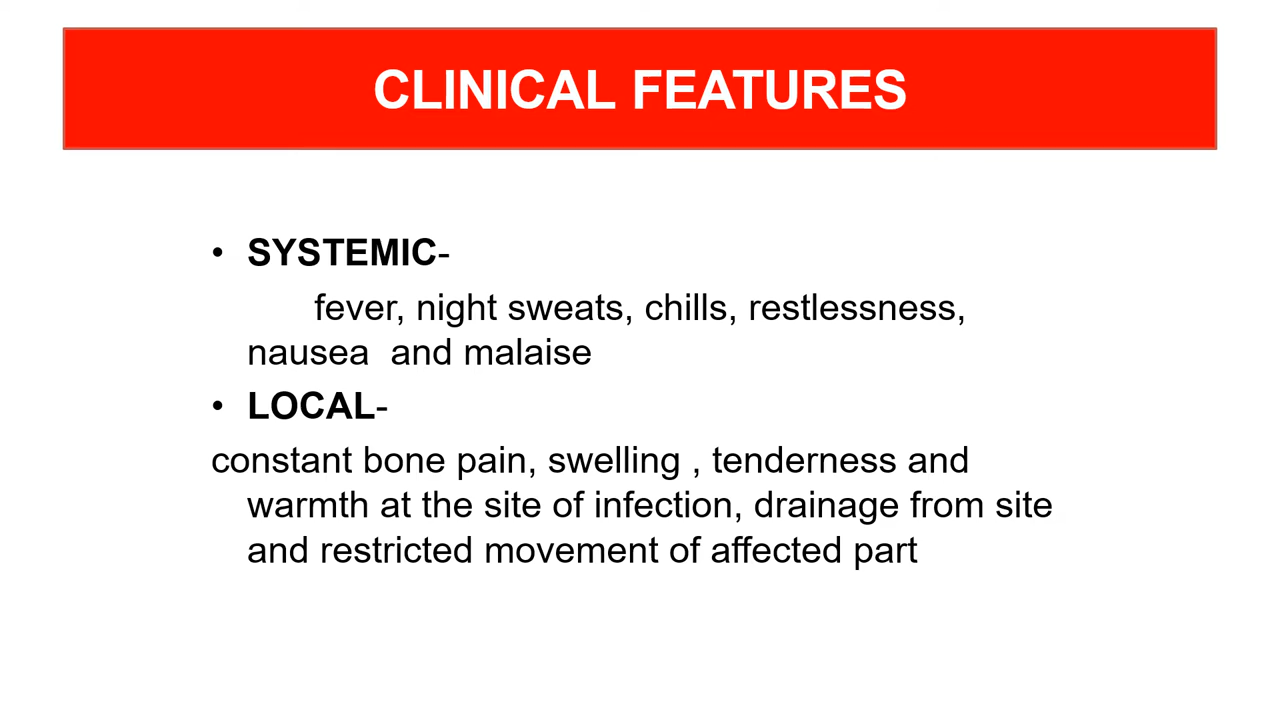 CLINICAL FEATURES
• SYSTEMIC-
fever, night sweats, chills, restlessness,
nausea  and malaise
• LOCAL-
constant bone pain, swelling , tenderness and
warmth at the site of infection, drainage from site
and restricted movement of affected part